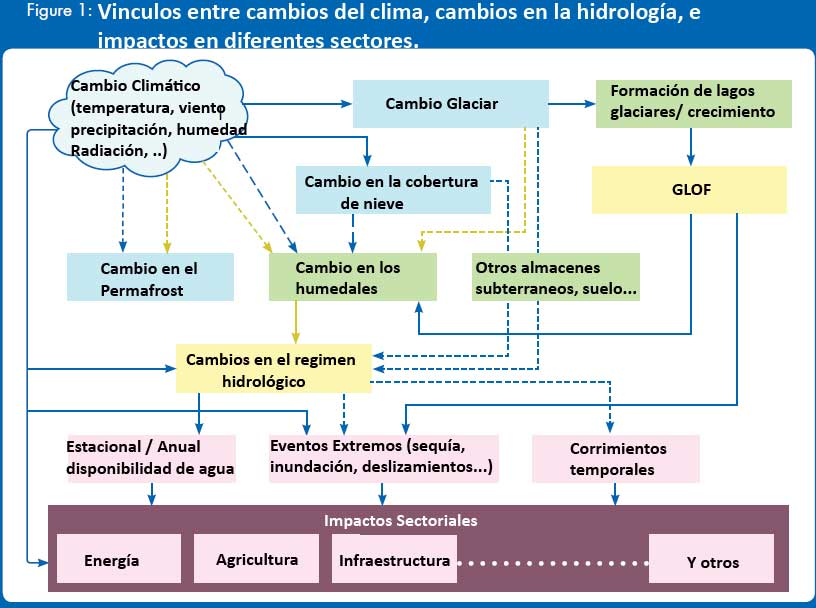 Figure 1: Vinculos entre cambios del clima, cambios en la hidrología, e
impactos en diferentes sectores.
Cambio Climático
(temperatura, viento
precipitación, humedad
Radiación, ..)
Cambio Glaciar
Formación de lagos
glaciares/ crecimiento
Cambio en la cobertura
de nieve
GLOF
Cambio en el
Permafrost
Cambio en los
humedales
Otros almacenes
subterraneos, suelo...
Cambios en el regimen
hidrológico
Estacional / Anual
disponibilidad de agua
Eventos Extremos (sequía,
inundación, deslizamientos...)
Corrimientos
temporales
Impactos Sectoriales
Energía
Agricultura
Infraestructura
Y otros